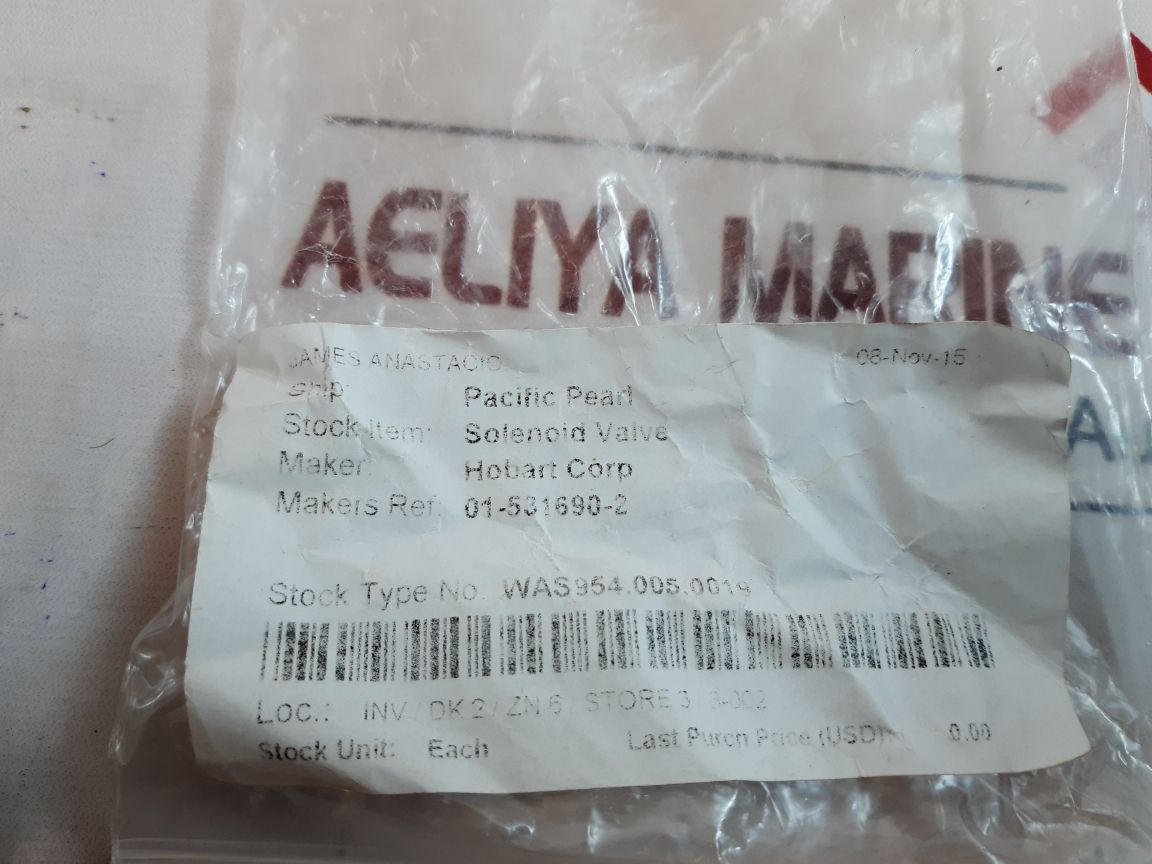 AELIYA MARINE
JAMES ANASTACIO 08-Nov-15
Ship: Pacific Pearl
Stock Item: Solenoid Valve
Maker: Hobart Corp
Makers Ref: 01-531690-2
Stock Type No: WAS954.005.0019
Loc.: INV / DK 2 / ZN 6 / STORE 3 / 3-002
Stock Unit: Each Last Purch Price (USD): 0.00